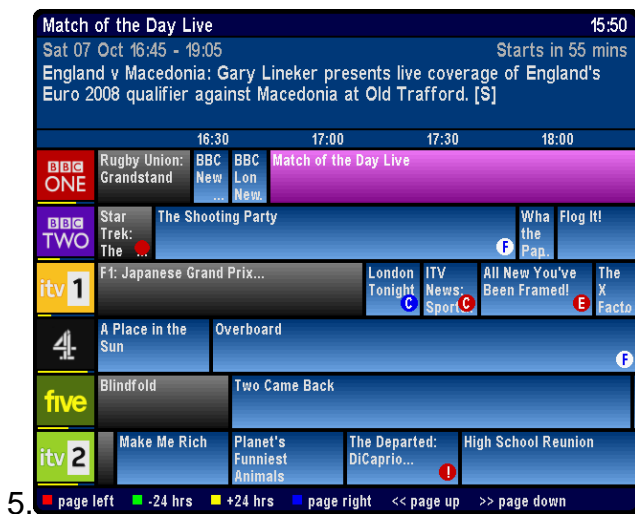 Match of the Day Live 15:50
Sat 07 Oct 16:45 - 19:05 Starts in 55 mins
England v Macedonia: Gary Lineker presents live coverage of England's
Euro 2008 qualifier against Macedonia at Old Trafford. [S]
16:30 17:00 17:30 18:00
BBC
ONE
Rugby Union:
Grandstand
BBC
New
...
BBC
Lon
New.
Match of the Day Live
BBC
TWO
Star
Trek:
The ...
The Shooting Party
F
Wha
the
Pap.
Flog It!
itv 1
F1: Japanese Grand Prix...
London
Tonight
C
ITV
News:
Sport...
C
All New You've
Been Framed!
E
The
X
Facto
4
A Place in the
Sun
Overboard
F
five
Blindfold
Two Came Back
itv 2
Make Me Rich
Planet's
Funniest
Animals
The Departed:
DiCaprio...
!
High School Reunion
5. page left -24 hrs +24 hrs page right << page up >> page down